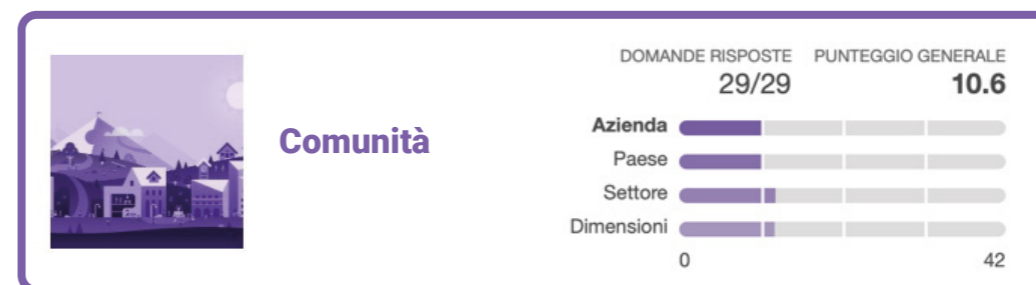 Comunità
DOMANDE RISPOSTE PUNTEGGIO GENERALE
29/29 10.6
Azienda
Paese
Settore
Dimensioni
0 42